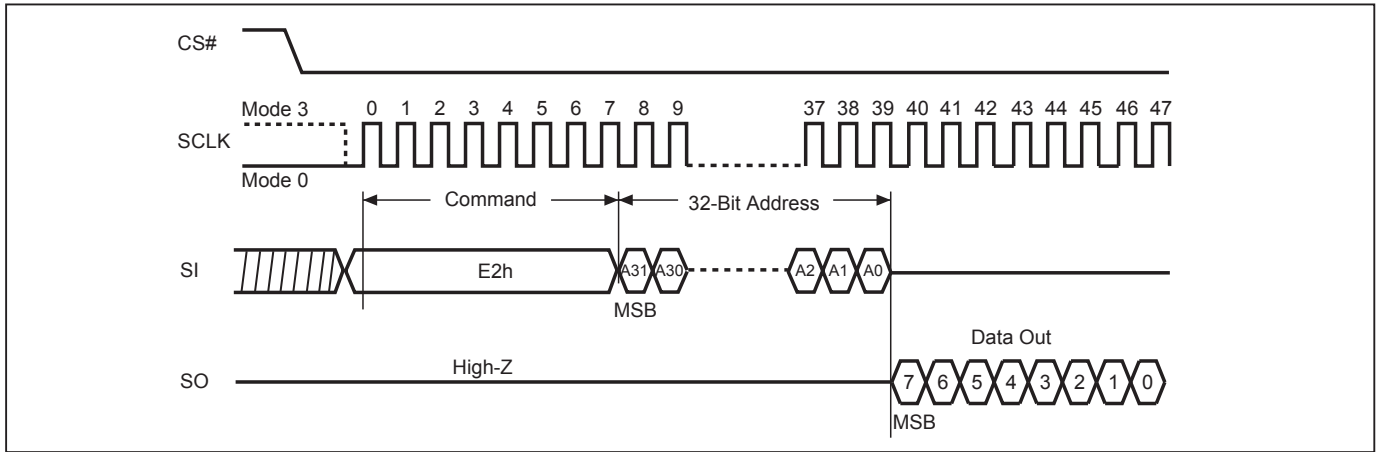 CS#
Mode 3 0 1 2 3 4 5 6 7 8 9 37 38 39 40 41 42 43 44 45 46 47
SCLK
Mode 0
Command 32-Bit Address
SI E2h A31 A30 A2 A1 A0
MSB
Data Out
High-Z
SO 7 6 5 4 3 2 1 0
MSB